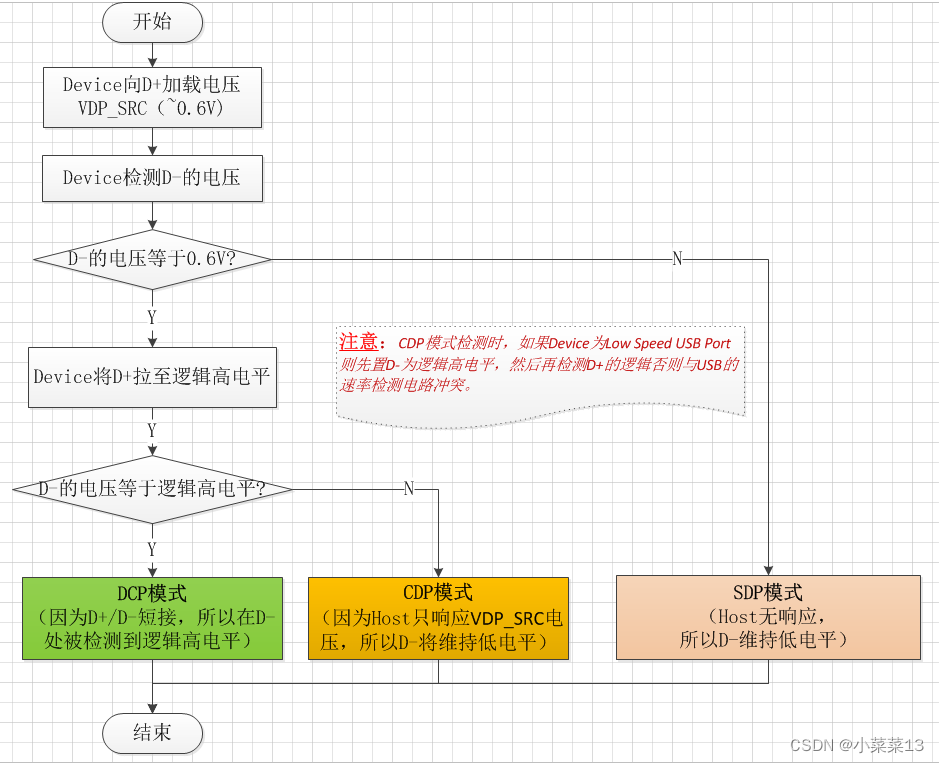 开始
Device向D+加载电压
VDP_SRC（~0.6V）
Device检测D-的电压
D-的电压等于0.6V?
N
Y
Device将D+拉至逻辑高电平
注意：CDP模式检测时，如果Device为Low Speed USB Port
则先置D-为逻辑高电平，然后再检测D+的逻辑否则与USB的
速率检测电路冲突。
Y
D-的电压等于逻辑高电平?
N
Y
DCP模式
（因为D+/D-短接，所以在D-
处被检测到逻辑高电平）
CDP模式
（因为Host只响应VDP_SRC电
压，所以D-将维持低电平）
SDP模式
（Host无响应，
所以D-维持低电平）
结束
CSDN @小菜菜13